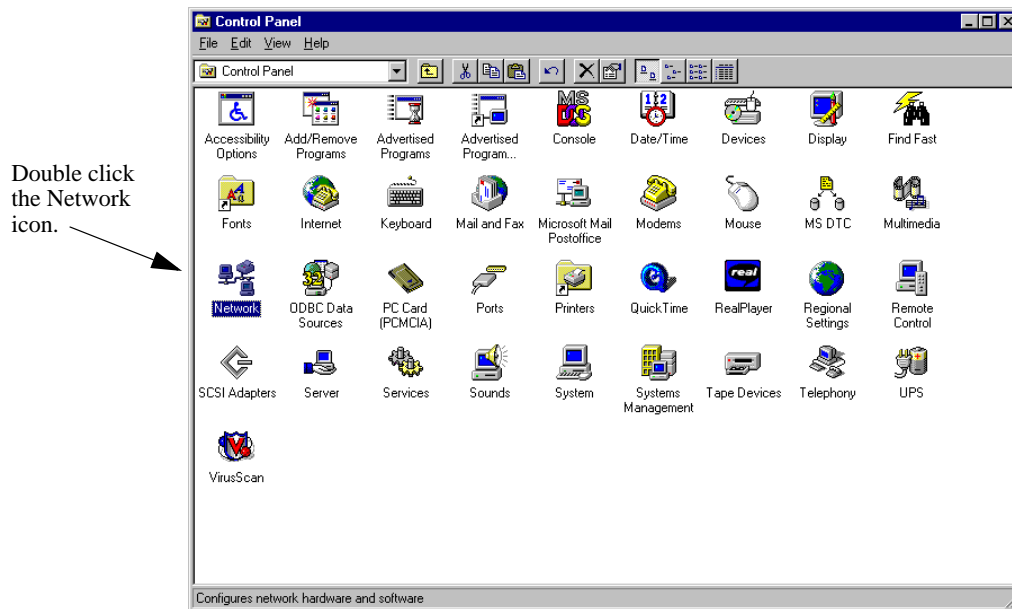 Control Panel
File Edit View Help
Control Panel
Accessibility Options
Add/Remove Programs
Advertised Programs
Advertised Program...
Console
Date/Time
Devices
Display
Find Fast
Double click
the Network
icon.
Fonts
Internet
Keyboard
Mail and Fax
Microsoft Mail Postoffice
Modems
Mouse
MS DTC
Multimedia
Network
ODBC Data Sources
PC Card (PCMCIA)
Ports
Printers
QuickTime
real
RealPlayer
Regional Settings
Remote Control
SCSI Adapters
Server
Services
Sounds
System
Systems Management
Tape Devices
Telephony
UPS
VirusScan
Configures network hardware and software